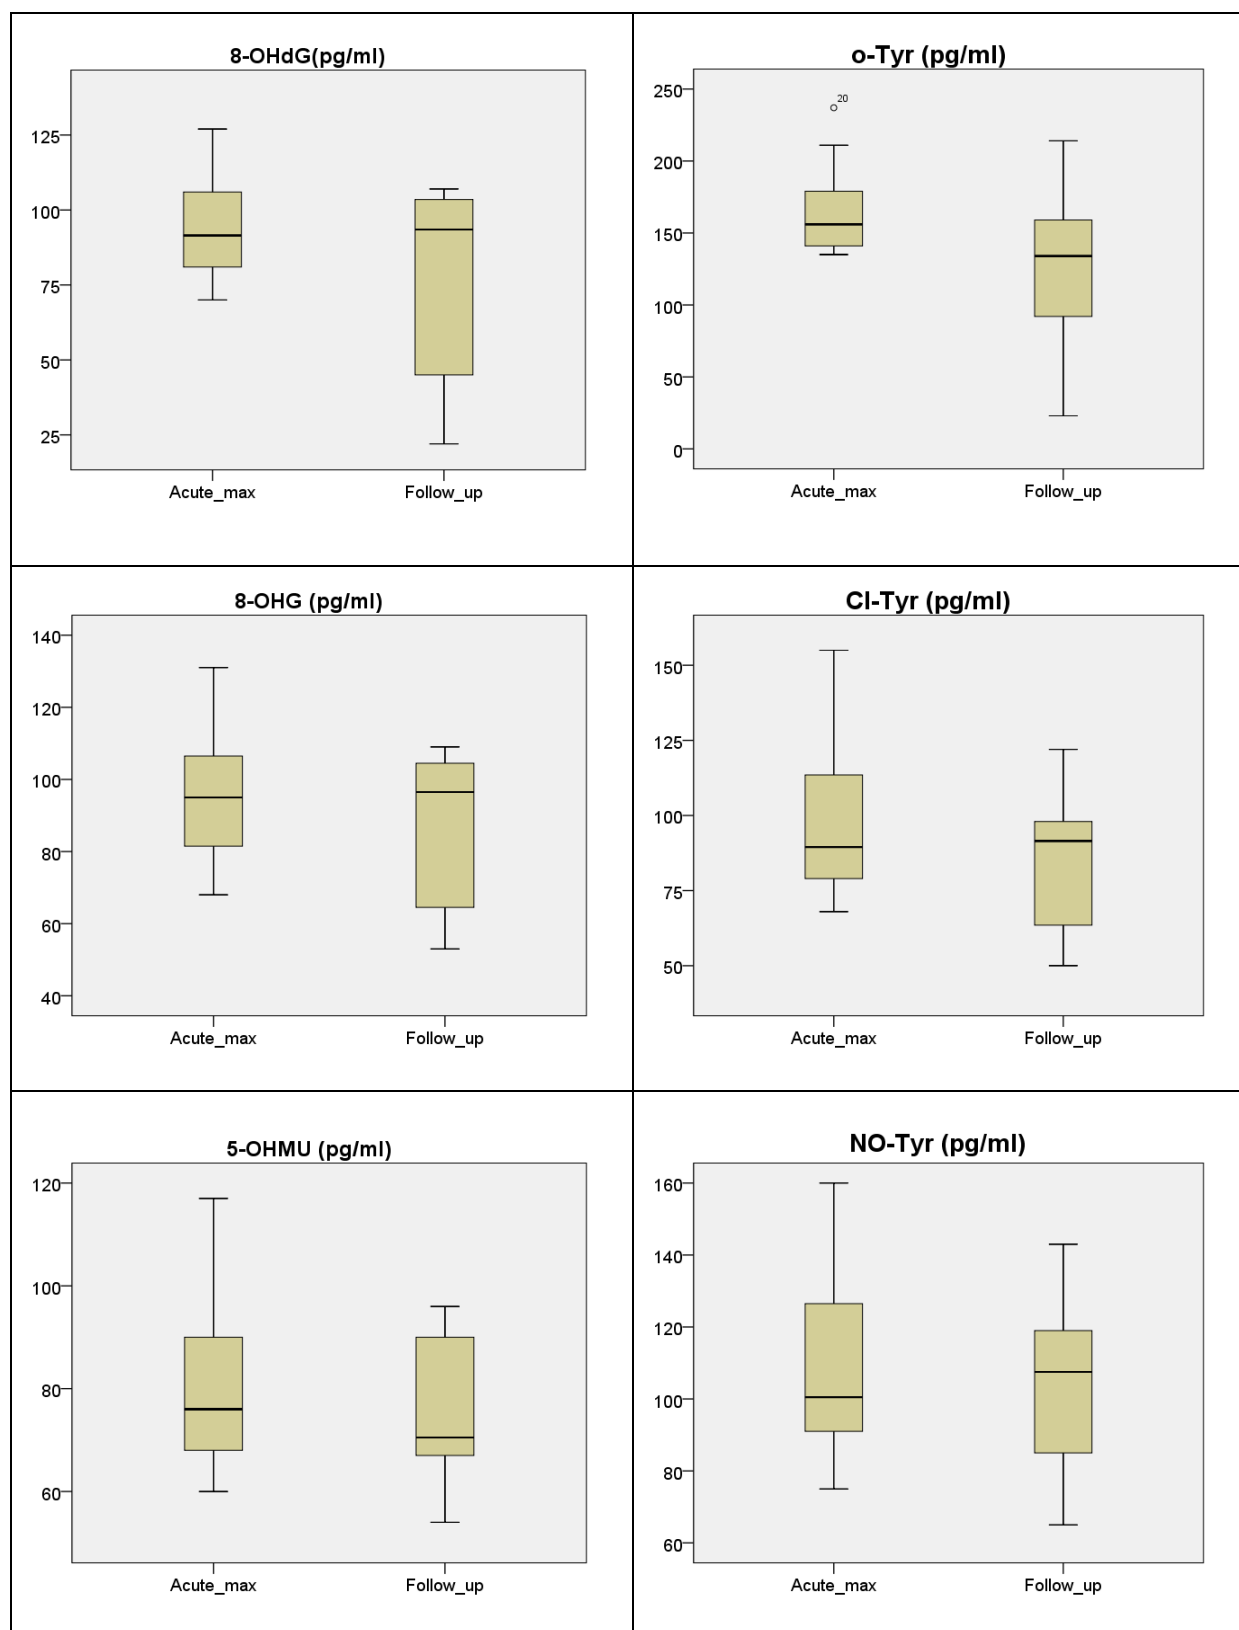 8-OHdG(pg/ml)
125
100
75
50
25
Acute_max Follow_up
o-Tyr (pg/ml)
250
200
150
100
50
0
20
Acute_max Follow_up
8-OHG (pg/ml)
140
120
100
80
60
40
Acute_max Follow_up
Cl-Tyr (pg/ml)
150
125
100
75
50
Acute_max Follow_up
5-OHMU (pg/ml)
120
100
80
60
Acute_max Follow_up
NO-Tyr (pg/ml)
160
140
120
100
80
60
Acute_max Follow_up